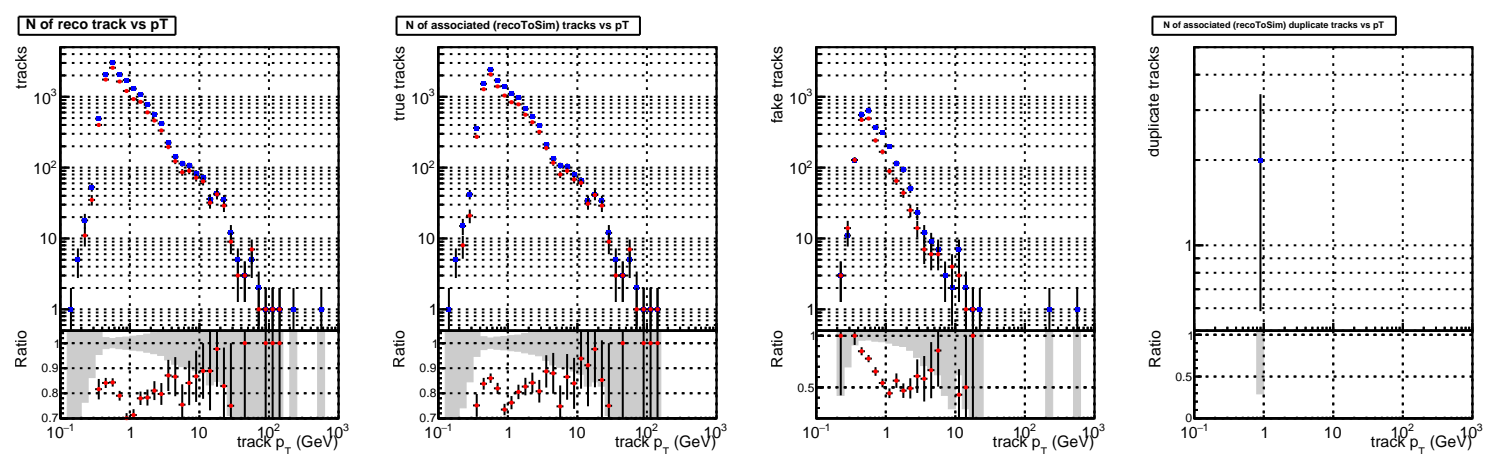 N of reco track vs pT
tracks
10³
10²
10
1
Ratio
1
0.9
0.8
0.7
10⁻¹ 1 10 10² 10³
track p_T (GeV)
N of associated (recoToSim) tracks vs pT
true tracks
10³
10²
10
1
Ratio
1
0.9
0.8
0.7
10⁻¹ 1 10 10² 10³
track p_T (GeV)
fake tracks
10³
10²
10
1
Ratio
1
0.5
10⁻¹ 1 10 10² 10³
track p_T (GeV)
N of associated (recoToSim) duplicate tracks vs pT
duplicate tracks
1
Ratio
1
0.5
0
10⁻¹ 1 10 10² 10³
track p_T (GeV)